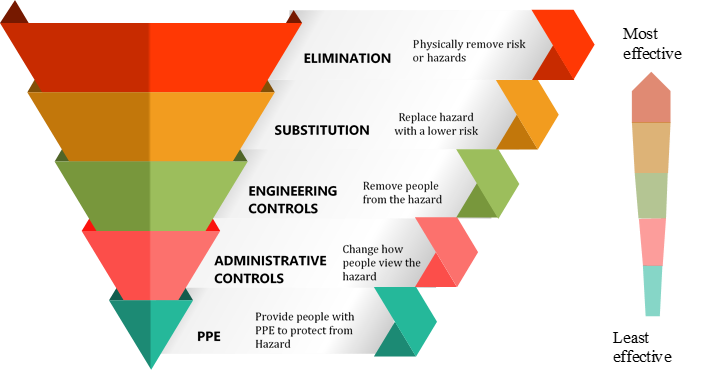 Most
effective
ELIMINATION
Physically remove risk
or hazards
SUBSTITUTION
Replace hazard
with a lower risk
ENGINEERING
CONTROLS
Remove people
from the hazard
ADMINISTRATIVE
CONTROLS
Change how
people view the
hazard
PPE
Provide people with
PPE to protect from
Hazard
Least
effective